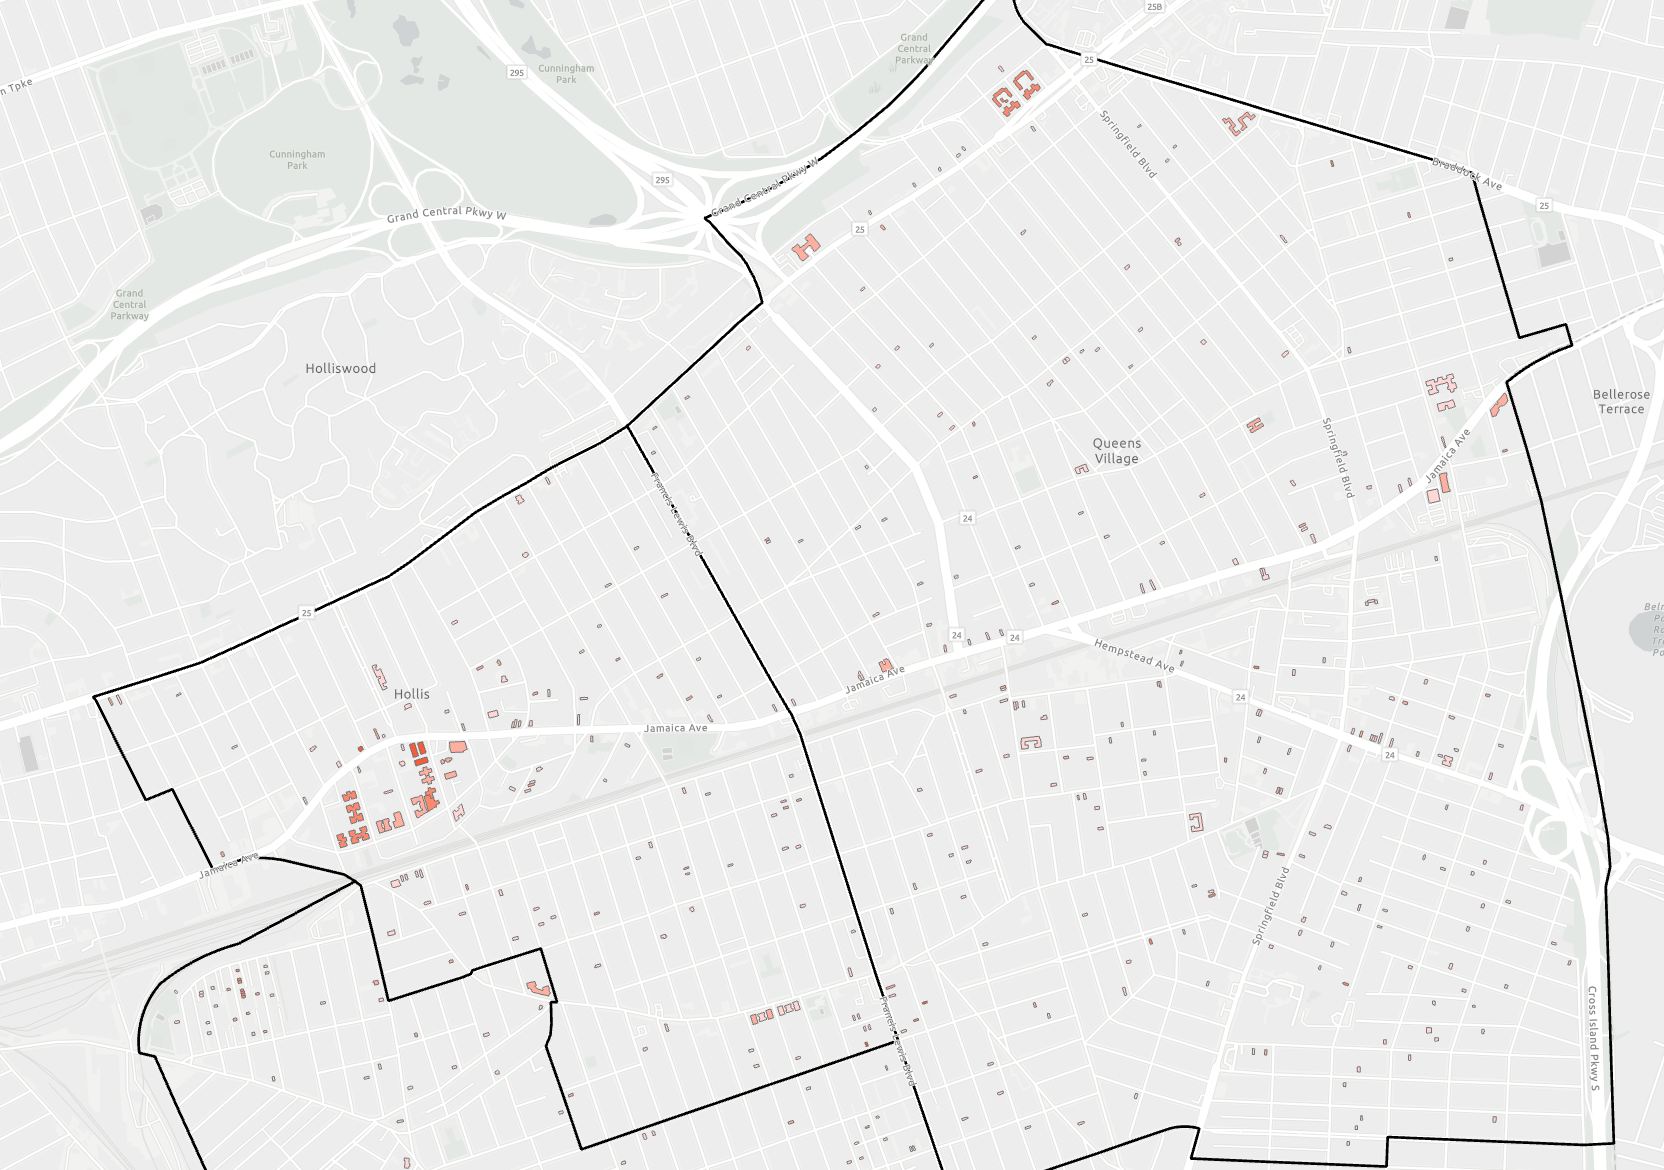 25B
Grand
Central
Parkway
25
n Tpke
295
Cunningham
Park
Springfield Blvd
Cunningham
Park
295
Grand Central Pkwy W
Braddock Ave
25
Grand Central Pkwy W
25
Grand
Central
Parkway
Holliswood
Bellerose
Terrace
Queens
Village
Springfield Blvd
Jamaica Ave
Francis Lewis Blvd
24
25
24
24
Hempstead Ave
Jamaica Ave
Hollis
24
Jamaica Ave
24
Jamaica Ave
Springfield Blvd
Francis Lewis Blvd
Cross Island Pkwy S